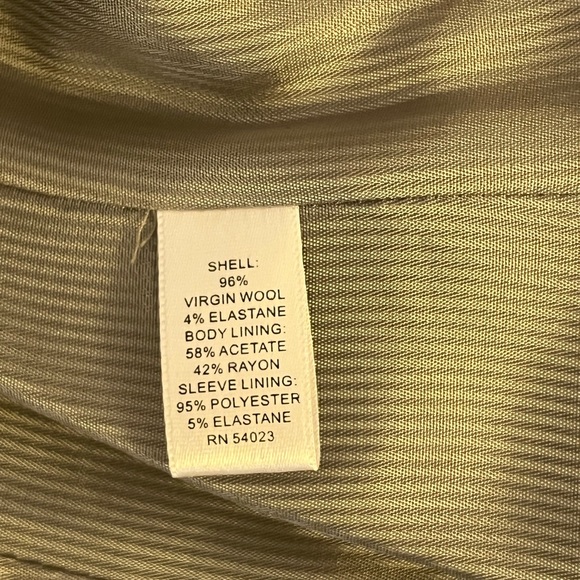 SHELL:
96%
VIRGIN WOOL
4% ELASTANE
BODY LINING:
58% ACETATE
42% RAYON
SLEEVE LINING:
95% POLYESTER
5% ELASTANE
RN 54023